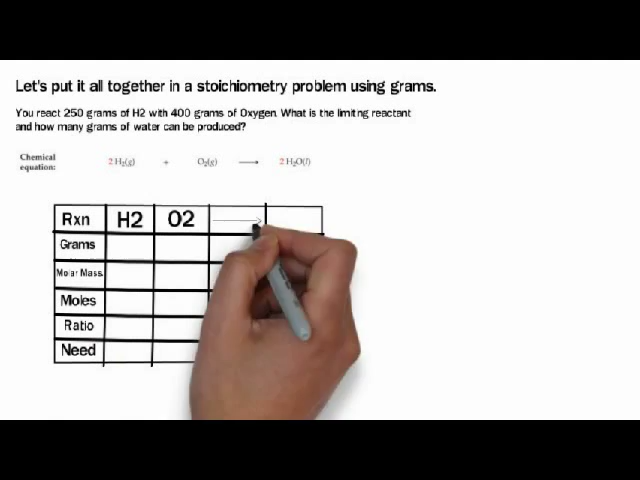 Let's put it all together in a stoichiometry problem using grams.
You react 250 grams of H2 with 400 grams of Oxygen. What is the limitng reactant
and how many grams of water can be produced?
Chemical
equation:
2 H₂(g) + O₂(g) ⟶ 2 H₂O(l)
Rxn H2 O2 →
Grams
Molar Mass
Moles
Ratio
Need